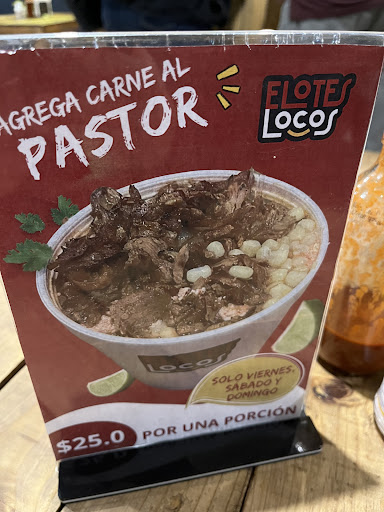 AGREGA CARNE AL
PASTOR
ELOTES
LOCOS
LOCOS
SOLO VIERNES,
SABADO Y
DOMINGO
$25.0 POR UNA PORCIÓN